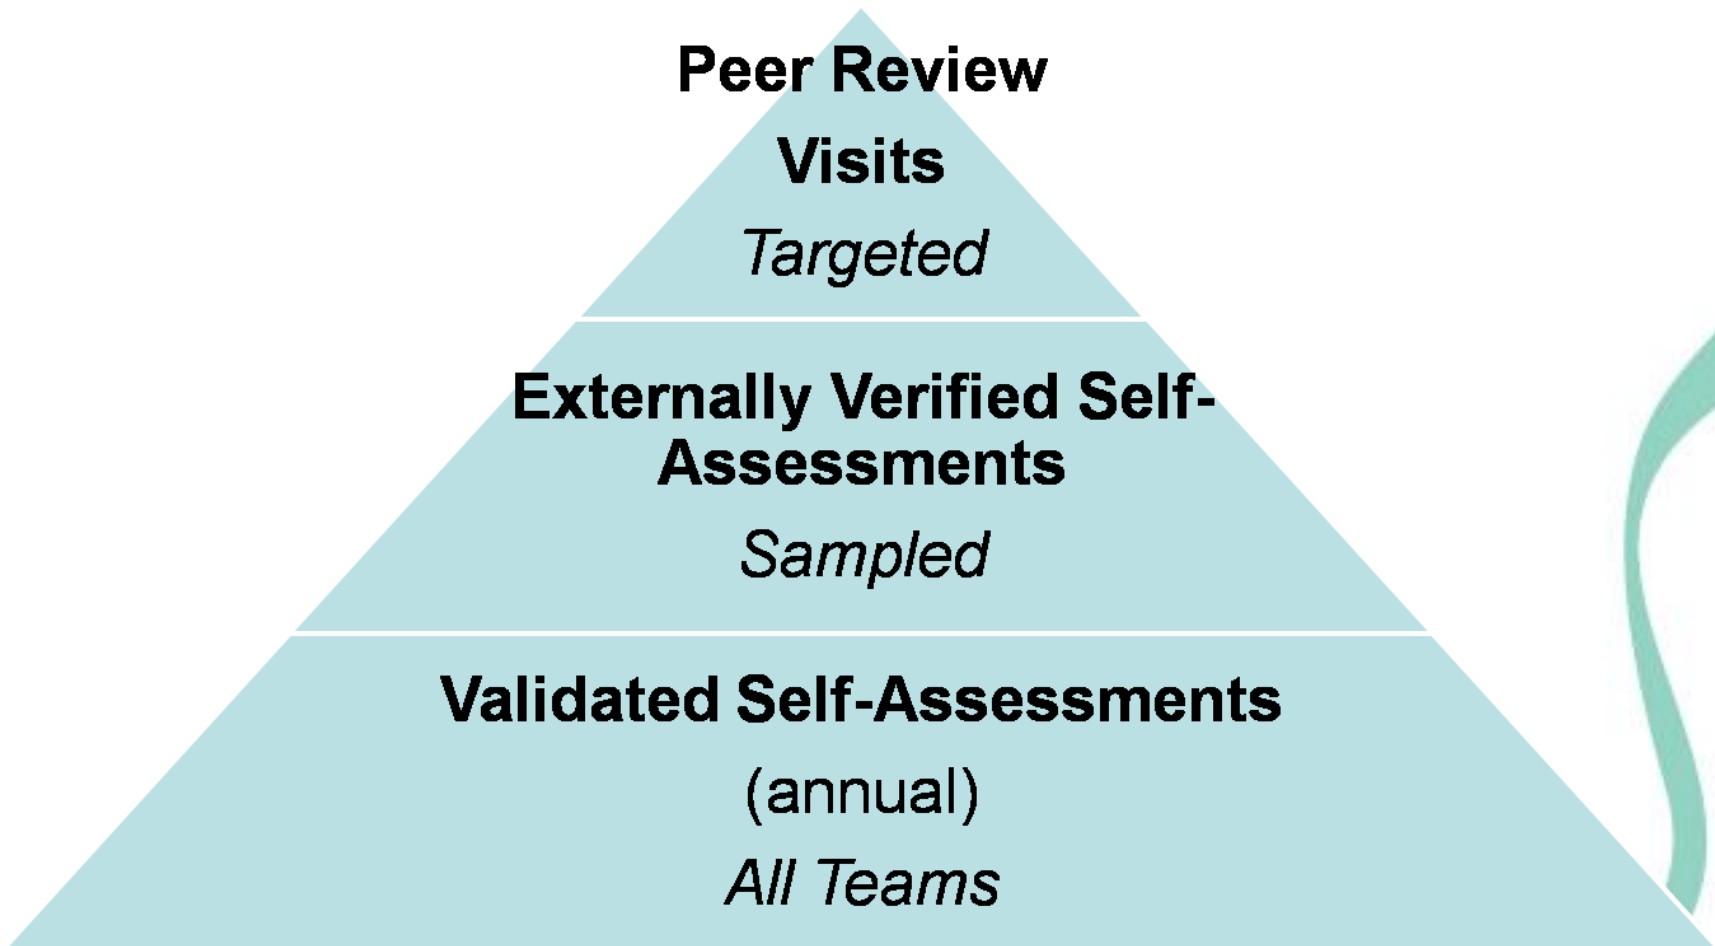 Peer Review
Visits
Targeted
Externally Verified Self-
Assessments
Sampled
Validated Self-Assessments
(annual)
All Teams